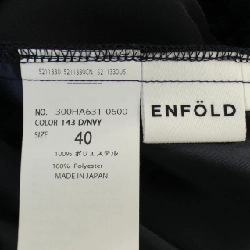 NO. 300HA631-0500
COLOR 143 D/NVY
SIZE 40
100% ポリエステル
100% Polyester
MADE IN JAPAN
ENFÖLD